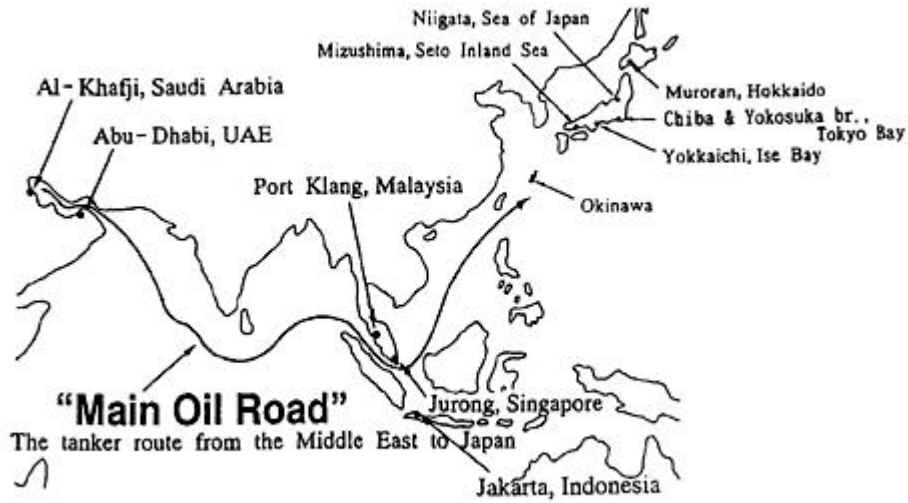 Niigata, Sea of Japan
Mizushima, Seto Inland Sea
Al-Khafji, Saudi Arabia
Muroran, Hokkaido
Chiba & Yokosuka br.,
Tokyo Bay
Abu-Dhabi, UAE
Yokkaichi, Ise Bay
Port Klang, Malaysia
Okinawa
"Main Oil Road"
Jurong, Singapore
The tanker route from the Middle East to Japan
Jakarta, Indonesia